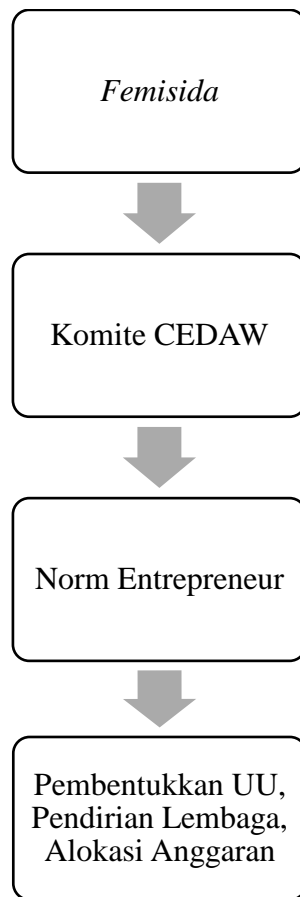 Femisida
Komite CEDAW
Norm Entrepreneur
Pembentukkan UU,
Pendirian Lembaga,
Alokasi Anggaran